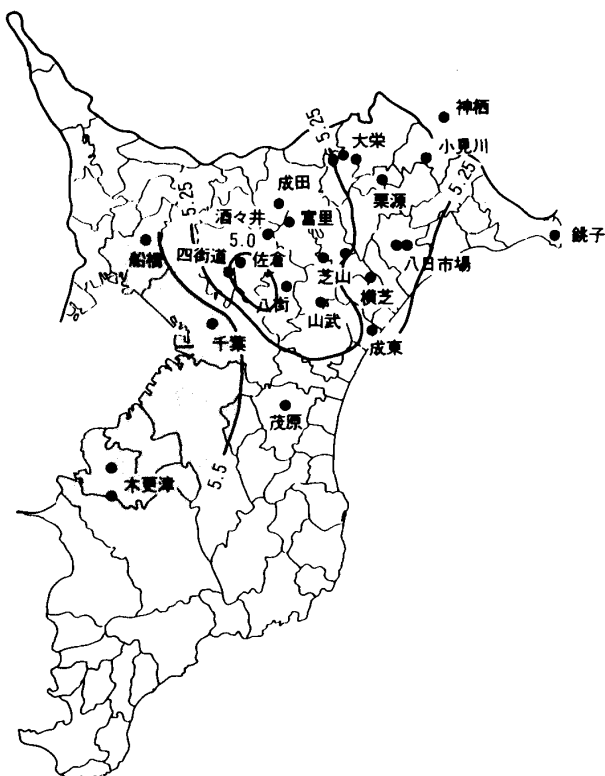 神栖
5.25
大栄
小見川
成田
栗源
5.25
5.25
酒々井
富里
5.0
銚子
船橋
四街道
佐倉
芝山
八日市場
八街
横芝
山武
千葉
成東
茂原
5.5
木更津